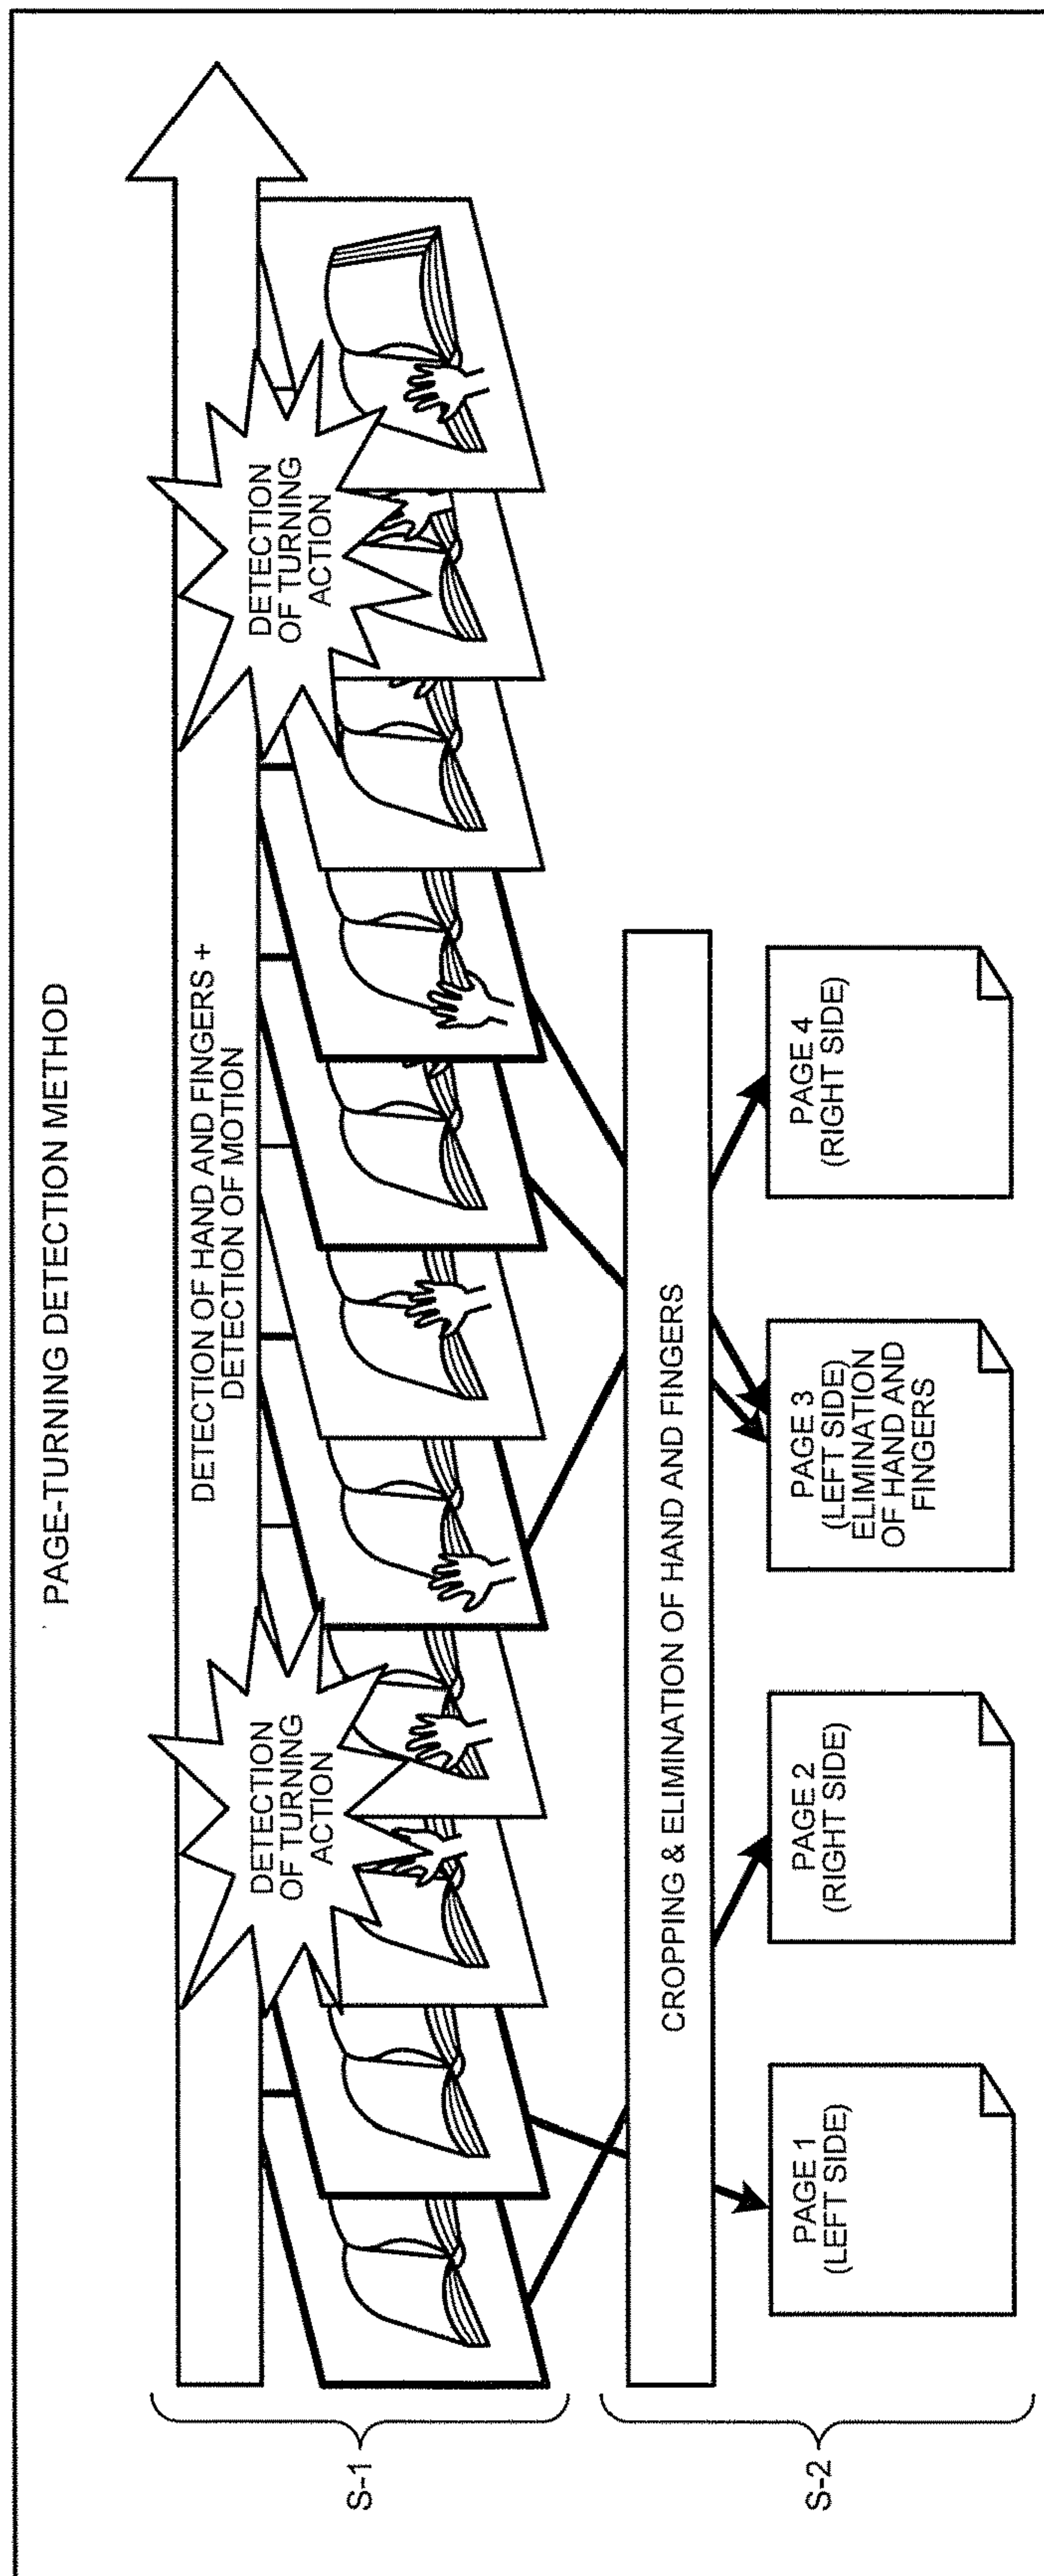 PAGE-TURNING DETECTION METHOD
S-1
DETECTION OF HAND AND FINGERS +
DETECTION OF MOTION
DETECTION
OF TURNING
ACTION
DETECTION
OF TURNING
ACTION
S-2
CROPPING & ELIMINATION OF HAND AND FINGERS
PAGE 1
(LEFT SIDE)
PAGE 2
(RIGHT SIDE)
PAGE 3
(LEFT SIDE)
ELIMINATION
OF HAND AND
FINGERS
PAGE 4
(RIGHT SIDE)